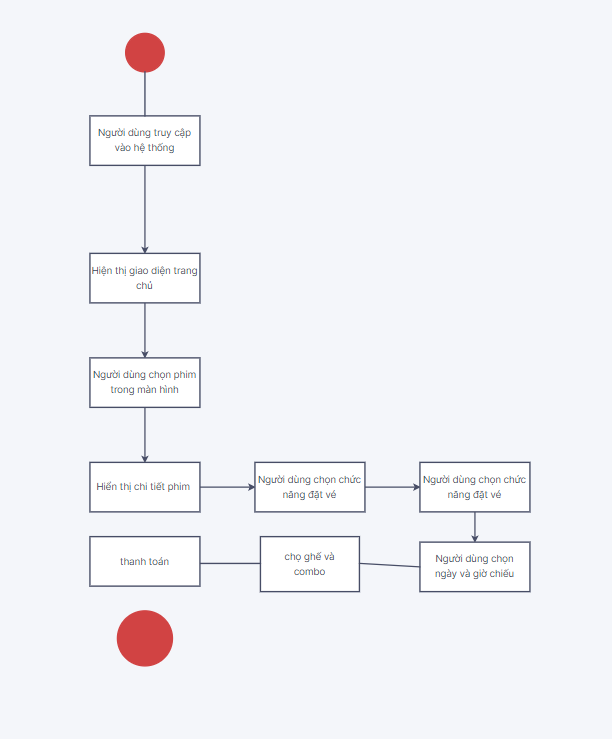 Người dùng truy cập
vào hệ thống
Hiện thị giao diện trang
chủ
Người dùng chọn phim
trong màn hình
Hiển thị chi tiết phim
Người dùng chọn chức
năng đặt vé
Người dùng chọn chức
năng đặt vé
thanh toán
chọ ghế và
combo
Người dùng chọn
ngày và giờ chiếu